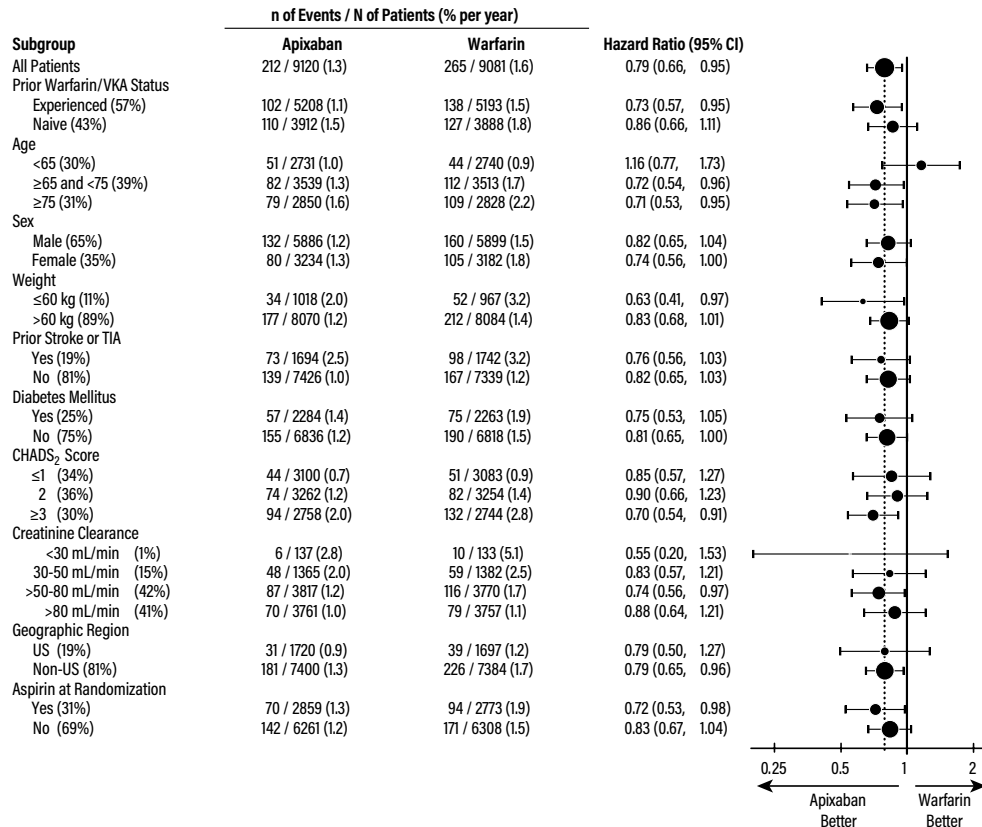 n of Events / N of Patients (% per year)
Subgroup Apixaban Warfarin Hazard Ratio (95% CI)
All Patients 212 / 9120 (1.3) 265 / 9081 (1.6) 0.79 (0.66, 0.95)
Prior Warfarin/VKA Status
Experienced (57%) 102 / 5208 (1.1) 138 / 5193 (1.5) 0.73 (0.57, 0.95)
Naive (43%) 110 / 3912 (1.5) 127 / 3888 (1.8) 0.86 (0.66, 1.11)
Age
<65 (30%) 51 / 2731 (1.0) 44 / 2740 (0.9) 1.16 (0.77, 1.73)
≥65 and <75 (39%) 82 / 3539 (1.3) 112 / 3513 (1.7) 0.72 (0.54, 0.96)
≥75 (31%) 79 / 2850 (1.6) 109 / 2828 (2.2) 0.71 (0.53, 0.95)
Sex
Male (65%) 132 / 5886 (1.2) 160 / 5899 (1.5) 0.82 (0.65, 1.04)
Female (35%) 80 / 3234 (1.3) 105 / 3182 (1.8) 0.74 (0.56, 1.00)
Weight
≤60 kg (11%) 34 / 1018 (2.0) 52 / 967 (3.2) 0.63 (0.41, 0.97)
>60 kg (89%) 177 / 8070 (1.2) 212 / 8084 (1.4) 0.83 (0.68, 1.01)
Prior Stroke or TIA
Yes (19%) 73 / 1694 (2.5) 98 / 1742 (3.2) 0.76 (0.56, 1.03)
No (81%) 139 / 7426 (1.0) 167 / 7339 (1.2) 0.82 (0.65, 1.03)
Diabetes Mellitus
Yes (25%) 57 / 2284 (1.4) 75 / 2263 (1.9) 0.75 (0.53, 1.05)
No (75%) 155 / 6836 (1.2) 190 / 6818 (1.5) 0.81 (0.65, 1.00)
CHADS₂ Score
≤1 (34%) 44 / 3100 (0.7) 51 / 3083 (0.9) 0.85 (0.57, 1.27)
2 (36%) 74 / 3262 (1.2) 82 / 3254 (1.4) 0.90 (0.66, 1.23)
≥3 (30%) 94 / 2758 (2.0) 132 / 2744 (2.8) 0.70 (0.54, 0.91)
Creatinine Clearance
<30 mL/min (1%) 6 / 137 (2.8) 10 / 133 (5.1) 0.55 (0.20, 1.53)
30-50 mL/min (15%) 48 / 1365 (2.0) 59 / 1382 (2.5) 0.83 (0.57, 1.21)
>50-80 mL/min (42%) 87 / 3817 (1.2) 116 / 3770 (1.7) 0.74 (0.56, 0.97)
>80 mL/min (41%) 70 / 3761 (1.0) 79 / 3757 (1.1) 0.88 (0.64, 1.21)
Geographic Region
US (19%) 31 / 1720 (0.9) 39 / 1697 (1.2) 0.79 (0.50, 1.27)
Non-US (81%) 181 / 7400 (1.3) 226 / 7384 (1.7) 0.79 (0.65, 0.96)
Aspirin at Randomization
Yes (31%) 70 / 2859 (1.3) 94 / 2773 (1.9) 0.72 (0.53, 0.98)
No (69%) 142 / 6261 (1.2) 171 / 6308 (1.5) 0.83 (0.67, 1.04)
0.25 0.5 1 2
Apixaban Warfarin
Better Better